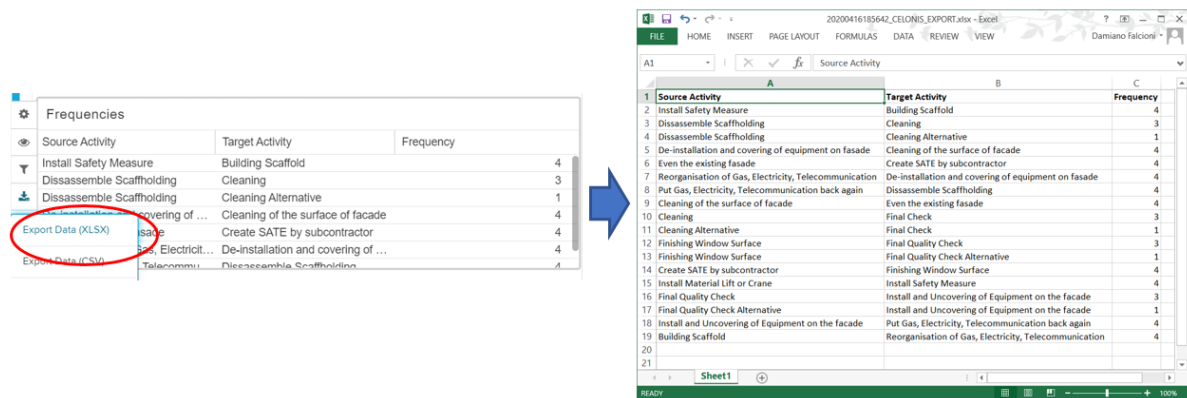 Frequencies
Source Activity Target Activity Frequency
Install Safety Measure Building Scaffold 4
Dissassemble Scaffholding Cleaning 3
Dissassemble Scaffholding Cleaning Alternative 1
covering of ... Cleaning of the surface of facade 4
Export Data (XLSX)
Create SATE by subcontractor 4
Gas, Electricit... De-installation and covering of ... 4
Export Data (CSV)
Telecommu... Dissassemble Scaffholding 4
20200416185642_CELONIS_EXPORT.xlsx - Excel
FILE HOME INSERT PAGE LAYOUT FORMULAS DATA REVIEW VIEW Damiano Falcioni
A1 fx Source Activity
A B C
1 Source Activity Target Activity Frequency
2 Install Safety Measure Building Scaffold 4
3 Dissassemble Scaffholding Cleaning 3
4 Dissassemble Scaffholding Cleaning Alternative 1
5 De-installation and covering of equipment on fasade Cleaning of the surface of facade 4
6 Even the existing fasade Create SATE by subcontractor 4
7 Reorganisation of Gas, Electricity, Telecommunication De-installation and covering of equipment on fasade 4
8 Put Gas, Electricity, Telecommunication back again Dissassemble Scaffholding 4
9 Cleaning of the surface of facade Even the existing fasade 4
10 Cleaning Final Check 3
11 Cleaning Alternative Final Check 1
12 Finishing Window Surface Final Quality Check 3
13 Finishing Window Surface Final Quality Check Alternative 1
14 Create SATE by subcontractor Finishing Window Surface 4
15 Install Material Lift or Crane Install Safety Measure 4
16 Final Quality Check Install and Uncovering of Equipment on the facade 3
17 Final Quality Check Alternative Install and Uncovering of Equipment on the facade 1
18 Install and Uncovering of Equipment on the facade Put Gas, Electricity, Telecommunication back again 4
19 Building Scaffold Reorganisation of Gas, Electricity, Telecommunication 4
20
21
Sheet1
READY 100%